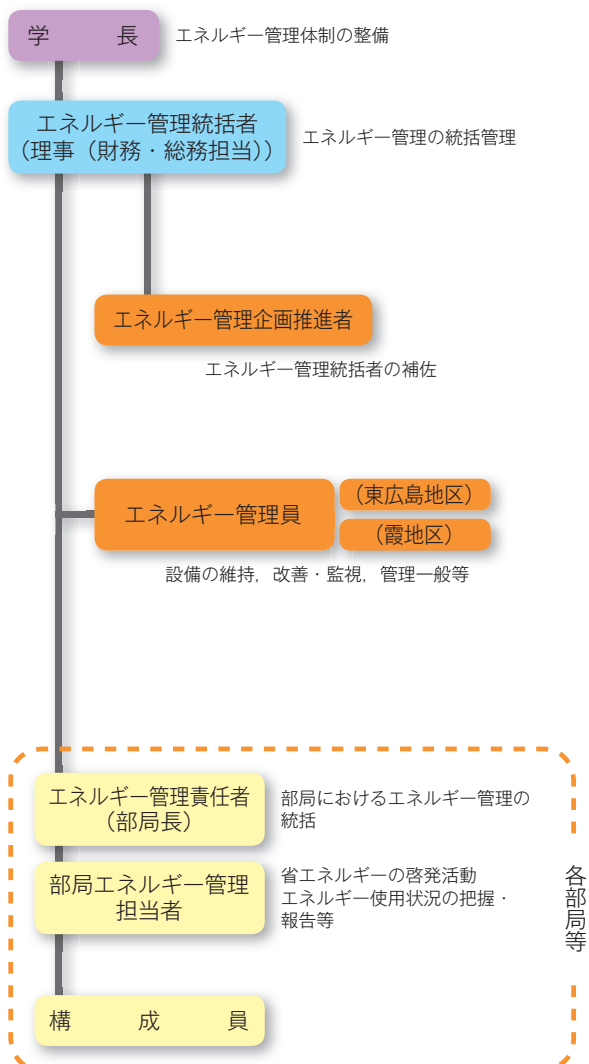 学　　長
エネルギー管理体制の整備
エネルギー管理統括者
（理事（財務・総務担当））
エネルギー管理の統括管理
エネルギー管理企画推進者
エネルギー管理統括者の補佐
エネルギー管理員
（東広島地区）
（霞地区）
設備の維持，改善・監視，管理一般等
エネルギー管理責任者
（部局長）
部局におけるエネルギー管理の
統括
部局エネルギー管理
担当者
省エネルギーの啓発活動
エネルギー使用状況の把握・
報告等
構　成　員
各部局等